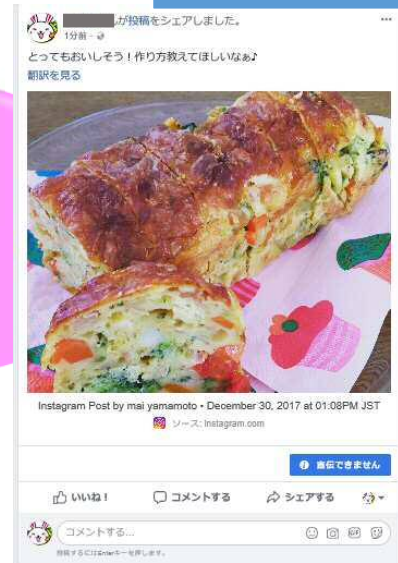 が投稿をシェアしました。
1分前・
とってもおいしそう！作り方教えてほしいなぁ♪
翻訳を見る
Instagram Post by mai yamamoto • December 30, 2017 at 01:08PM JST
ソース: Instagram.com
宣伝できません
いいね！ コメントする シェアする
コメントする...
GIF
投稿するにはEnterキーを押します。